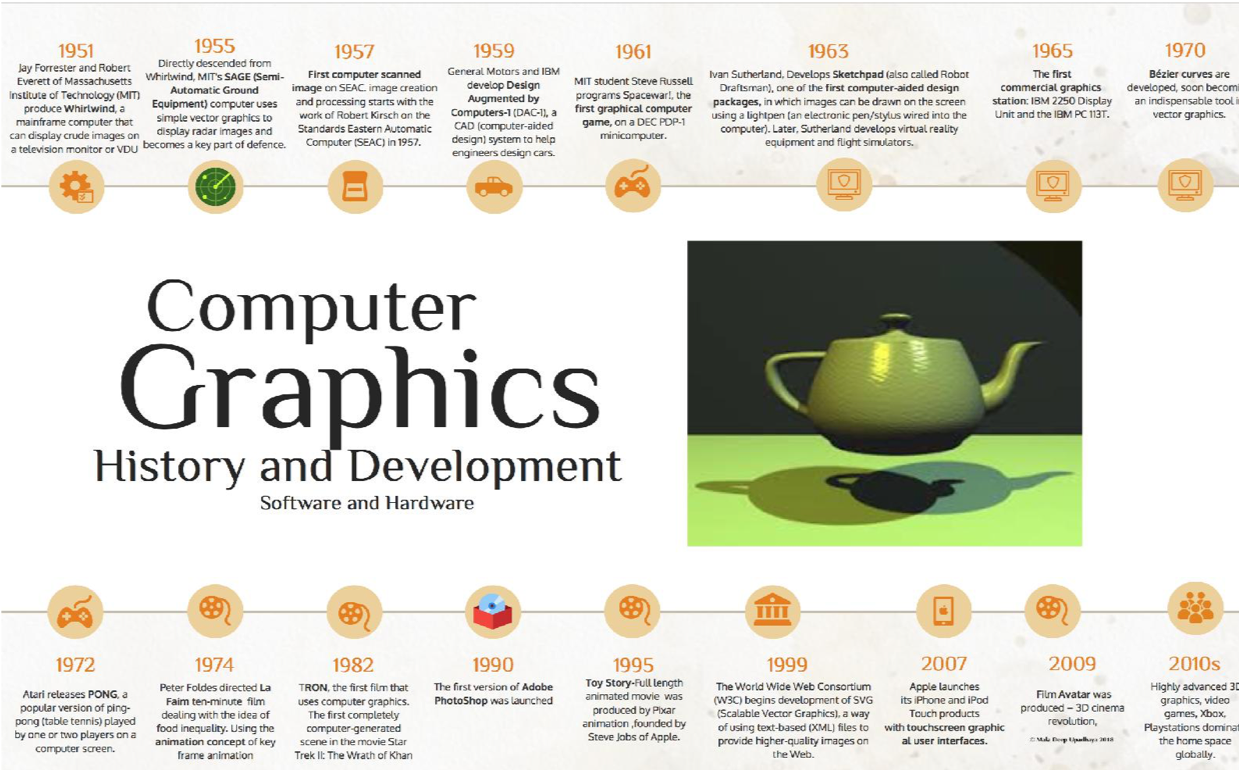 1951
Jay Forrester and Robert
Everett of Massachusetts
Institute of Technology (MIT)
produce Whirlwind, a
mainframe computer that
can display crude images on
a television monitor or VDU
1955
Directly descended from
Whirlwind, MIT's SAGE (Semi-
Automatic Ground
Equipment) computer uses
simple vector graphics to
display radar images and
becomes a key part of defence.
1957
First computer scanned
image on SEAC. image creation
and processing starts with the
work of Robert Kirsch on the
Standards Eastern Automatic
Computer (SEAC) in 1957.
1959
General Motors and IBM
develop Design
Augmented by
Computers-1 (DAC-1), a
CAD (computer-aided
design) system to help
engineers design cars.
1961
MIT student Steve Russell
programs Spacewar!, the
first graphical computer
game, on a DEC PDP-1
minicomputer.
1963
Ivan Sutherland, Develops Sketchpad (also called Robot
Draftsman), one of the first computer-aided design
packages, in which images can be drawn on the screen
using a lightpen (an electronic pen/stylus wired into the
computer). Later, Sutherland develops virtual reality
equipment and flight simulators.
1965
The first
commercial graphics
station: IBM 2250 Display
Unit and the IBM PC 113T.
1970
Bézier curves are
developed, soon becomi
an indispensable tool i
vector graphics.
Computer
Graphics
History and Development
Software and Hardware
1972
Atari releases PONG, a
popular version of ping-
pong (table tennis) played
by one or two players on a
computer screen.
1974
Peter Foldes directed La
Faim ten-minute film
dealing with the idea of
food inequality. Using the
animation concept of key
frame animation
1982
TRON, the first film that
uses computer graphics.
The first completely
computer-generated
scene in the movie Star
Trek II: The Wrath of Khan
1990
The first version of Adobe
PhotoShop was launched
1995
Toy Story-Full length
animated movie was
produced by Pixar
animation ,founded by
Steve Jobs of Apple.
1999
The World Wide Web Consortium
(W3C) begins development of SVG
(Scalable Vector Graphics), a way
of using text-based (XML) files to
provide higher-quality images on
the Web.
2007
Apple launches
its iPhone and iPod
Touch products
with touchscreen graphic
al user interfaces.
2009
Film Avatar was
produced – 3D cinema
revolution,
© Mala Deep Upadhaya 2018
2010s
Highly advanced 3D
graphics, video
games, Xbox,
Playstations dominat
the home space
globally.